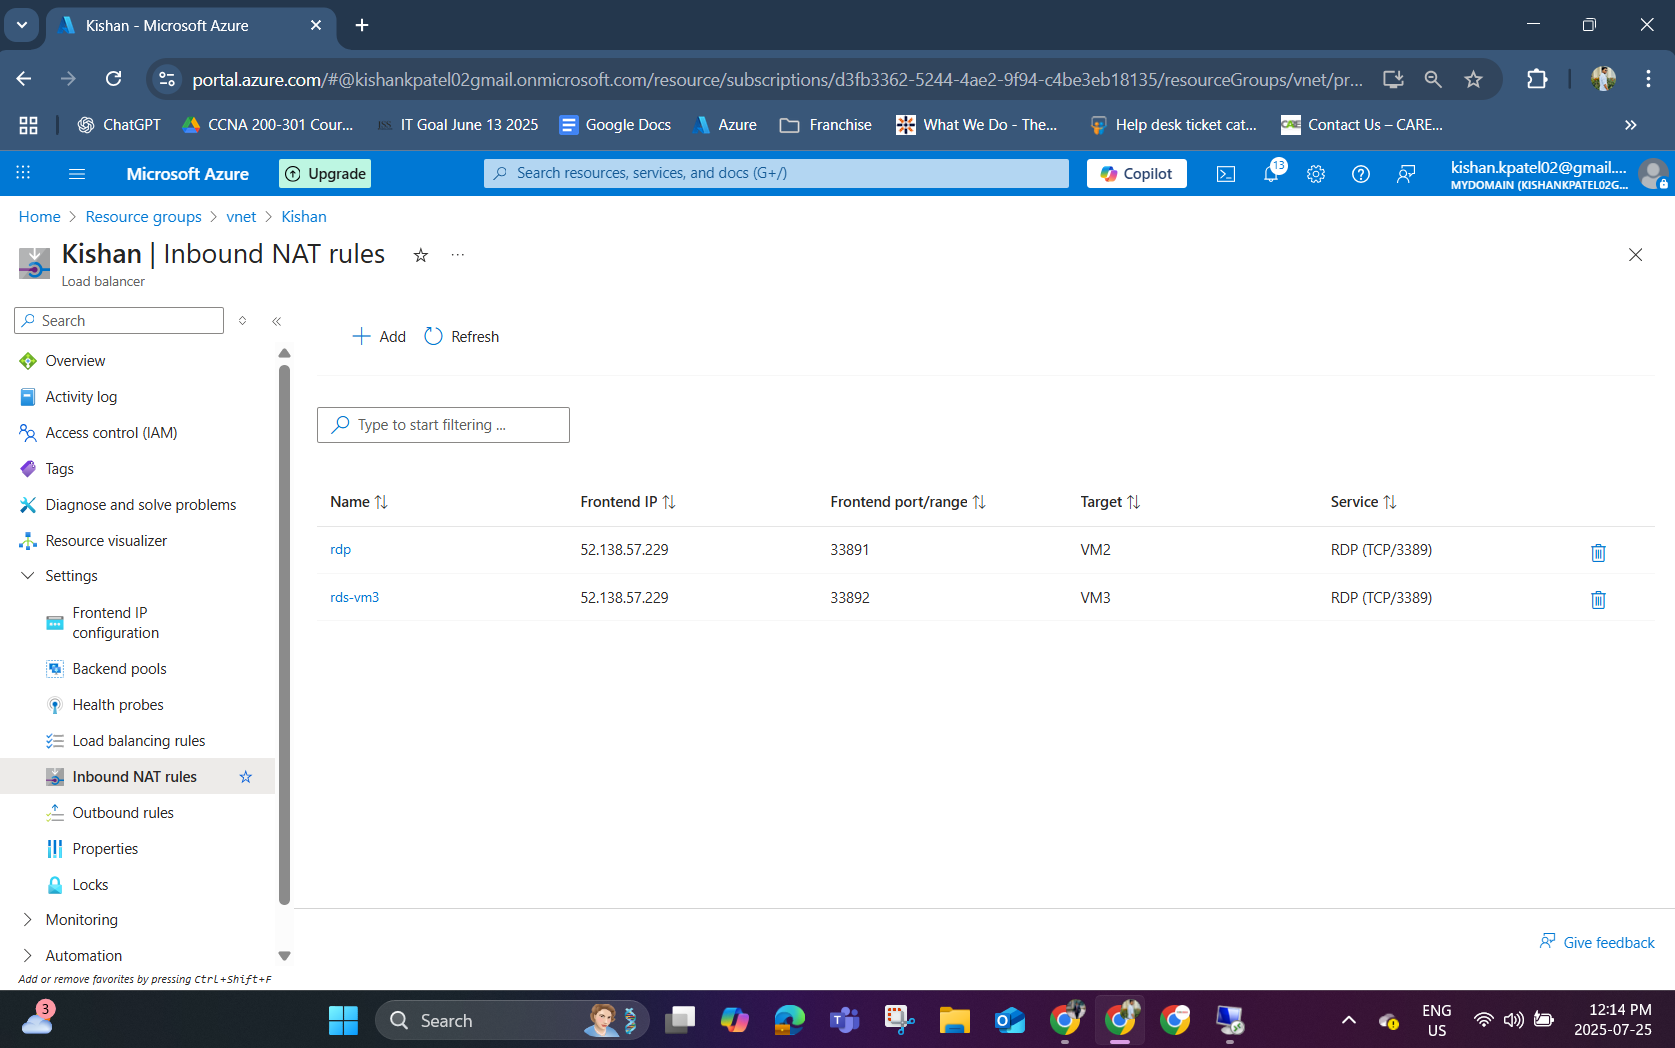 Kishan - Microsoft Azure
portal.azure.com/#@kishankpatel02gmail.onmicrosoft.com/resource/subscriptions/d3fb3362-5244-4ae2-9f94-c4be3eb18135/resourceGroups/vnet/pr...
ChatGPT
CCNA 200-301 Cour...
IT Goal June 13 2025
Google Docs
Azure
Franchise
What We Do - The...
Help desk ticket cat...
Contact Us – CARE...
Microsoft Azure
Upgrade
Search resources, services, and docs (G+/)
Copilot
13
kishan.kpatel02@gmail....
MYDOMAIN (KISHANKPATEL02G...
Home > Resource groups > vnet > Kishan
Kishan | Inbound NAT rules
Load balancer
Search
Overview
Activity log
Access control (IAM)
Tags
Diagnose and solve problems
Resource visualizer
Settings
Frontend IP
configuration
Backend pools
Health probes
Load balancing rules
Inbound NAT rules
Outbound rules
Properties
Locks
Monitoring
Automation
Add or remove favorites by pressing Ctrl+Shift+F
Add
Refresh
Type to start filtering ...
Name Frontend IP Frontend port/range Target Service
rdp 52.138.57.229 33891 VM2 RDP (TCP/3389)
rds-vm3 52.138.57.229 33892 VM3 RDP (TCP/3389)
Give feedback
3
Search
ENG
US
12:14 PM
2025-07-25